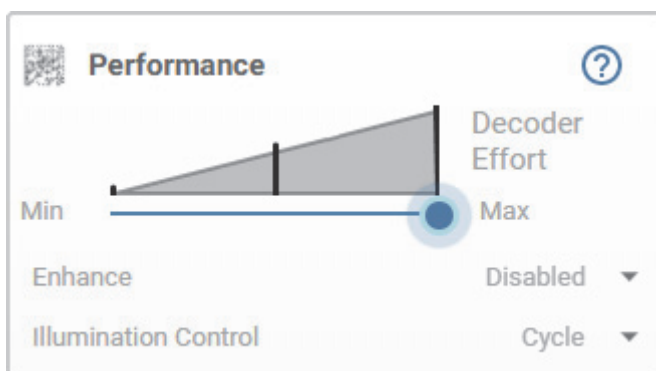 Performance
Decoder
Effort
Min
Max
Enhance
Disabled
Illumination Control
Cycle